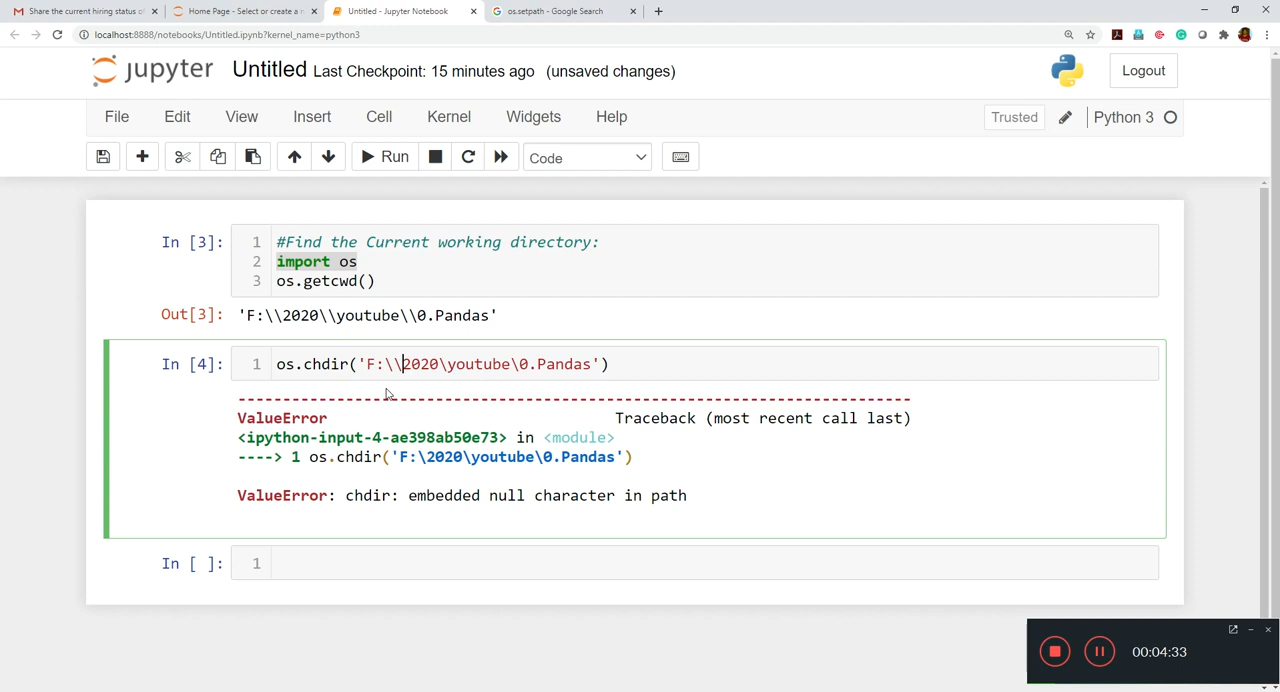 Share the current hiring status o
Home Page - Select or create a n
Untitled - Jupyter Notebook
os.setpath - Google Search
localhost:8888/notebooks/Untitled.ipynb?kernel_name=python3
jupyter Untitled Last Checkpoint: 15 minutes ago (unsaved changes)
Logout
File Edit View Insert Cell Kernel Widgets Help
Trusted
Python 3
Run
Code
In [3]: 1 #Find the Current working directory:
2 import os
3 os.getcwd()
Out[3]: 'F:\\2020\\youtube\\0.Pandas'
In [4]: 1 os.chdir('F:\\2020\youtube\0.Pandas')
---------------------------------------------------------------------------
ValueError Traceback (most recent call last)
<ipython-input-4-ae398ab50e73> in <module>
----> 1 os.chdir('F:\2020\youtube\0.Pandas')
ValueError: chdir: embedded null character in path
In [ ]: 1
00:04:33